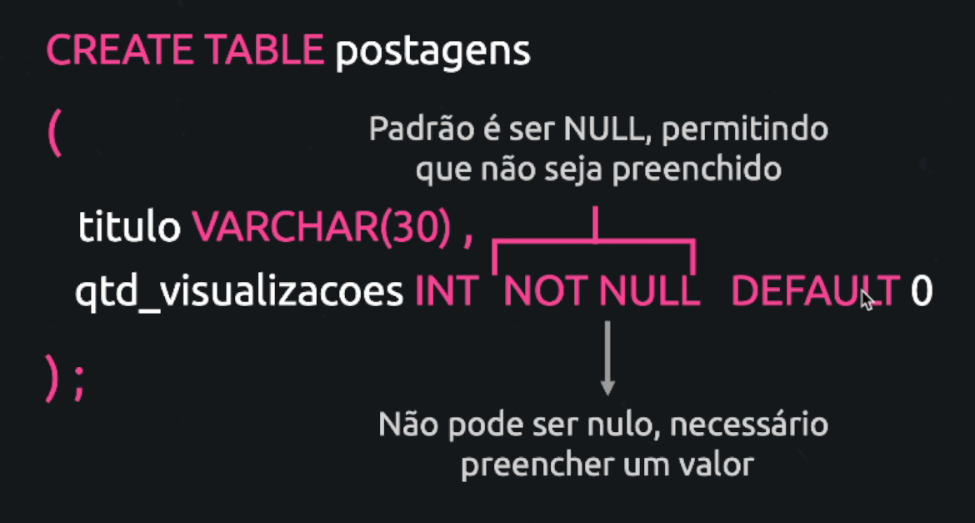 CREATE TABLE postagens
(
Padrão é ser NULL, permitindo
que não seja preenchido
titulo VARCHAR(30) ,
qtd_visualizacoes INT NOT NULL DEFAULT 0
) ;
Não pode ser nulo, necessário
preencher um valor